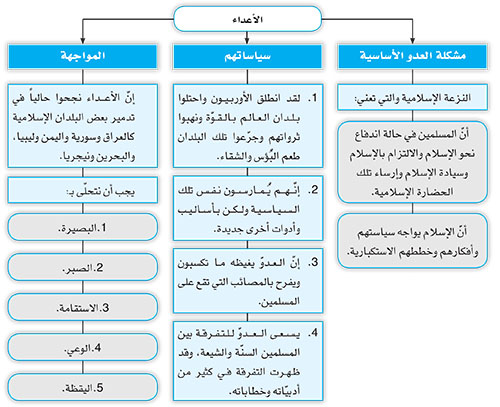 الأعداء
مشكلة العدو الأساسية
النزعة الإسلامية والتي تعني:
أنّ المسلمين في حالة اندفاع
نحو الإسلام والالتزام بالإسلام
وسيادة الإسلام وإرساء تلك
الحضارة الإسلامية.
أنّ الإسلام يواجه سياستهم
وأفكارهم وخططهم الاستكبارية.
سياساتهم
1. لقد انطلق الأوربيون واحتلوا
بلدان العالم بالقوّة ونهبوا
ثرواتهم وجرّعوا تلك البلدان
طعم البُؤس والشقاء.
2. إنّهم يُمارسون نفس تلك
السياسية ولكن بأساليب
وأدوات أخرى جديدة.
3. إنّ العدوّ يغيظه ما تكسبون
ويفرح بالمصائب التي تقع على
المسلمين.
4. يسعى العدوّ للتفرقة بين
المسلمين السنّة والشيعة، وقد
ظهرت التفرقة في كثير من
أدبيّاته وخطاباته.
المواجهة
إنّ الأعداء نجحوا حالياً في
تدمير بعض البلدان الإسلامية
كالعراق وسورية واليمن وليبيا،
والبحرين ونيجريا.
يجب أن نتحلّى بـ:
1.البصيرة.
2.الصبر.
3.الاستقامة.
4.الوعي.
5.اليقظة.